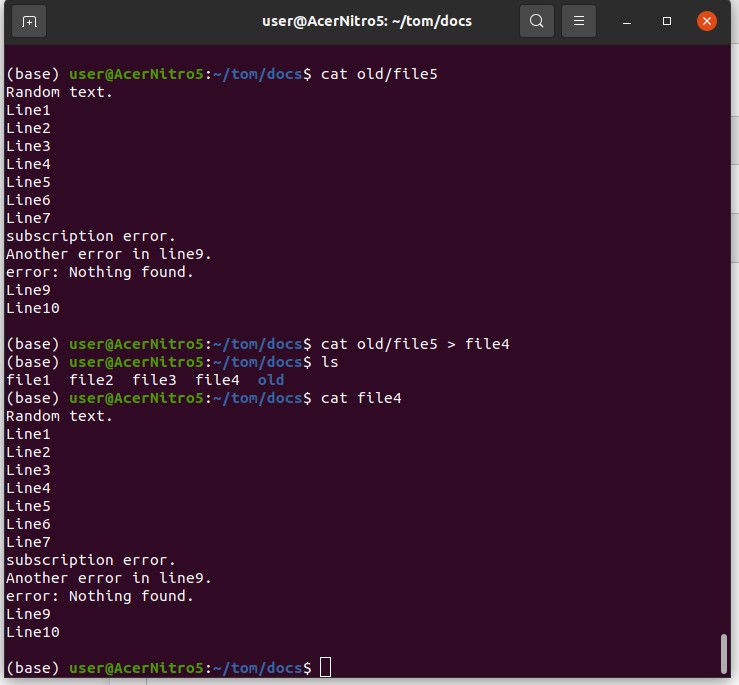 user@AcerNitro5: ~/tom/docs
(base) user@AcerNitro5:~/tom/docs$ cat old/file5
Random text.
Line1
Line2
Line3
Line4
Line5
Line6
Line7
subscription error.
Another error in line9.
error: Nothing found.
Line9
Line10
(base) user@AcerNitro5:~/tom/docs$ cat old/file5 > file4
(base) user@AcerNitro5:~/tom/docs$ ls
file1  file2  file3  file4  old
(base) user@AcerNitro5:~/tom/docs$ cat file4
Random text.
Line1
Line2
Line3
Line4
Line5
Line6
Line7
subscription error.
Another error in line9.
error: Nothing found.
Line9
Line10
(base) user@AcerNitro5:~/tom/docs$